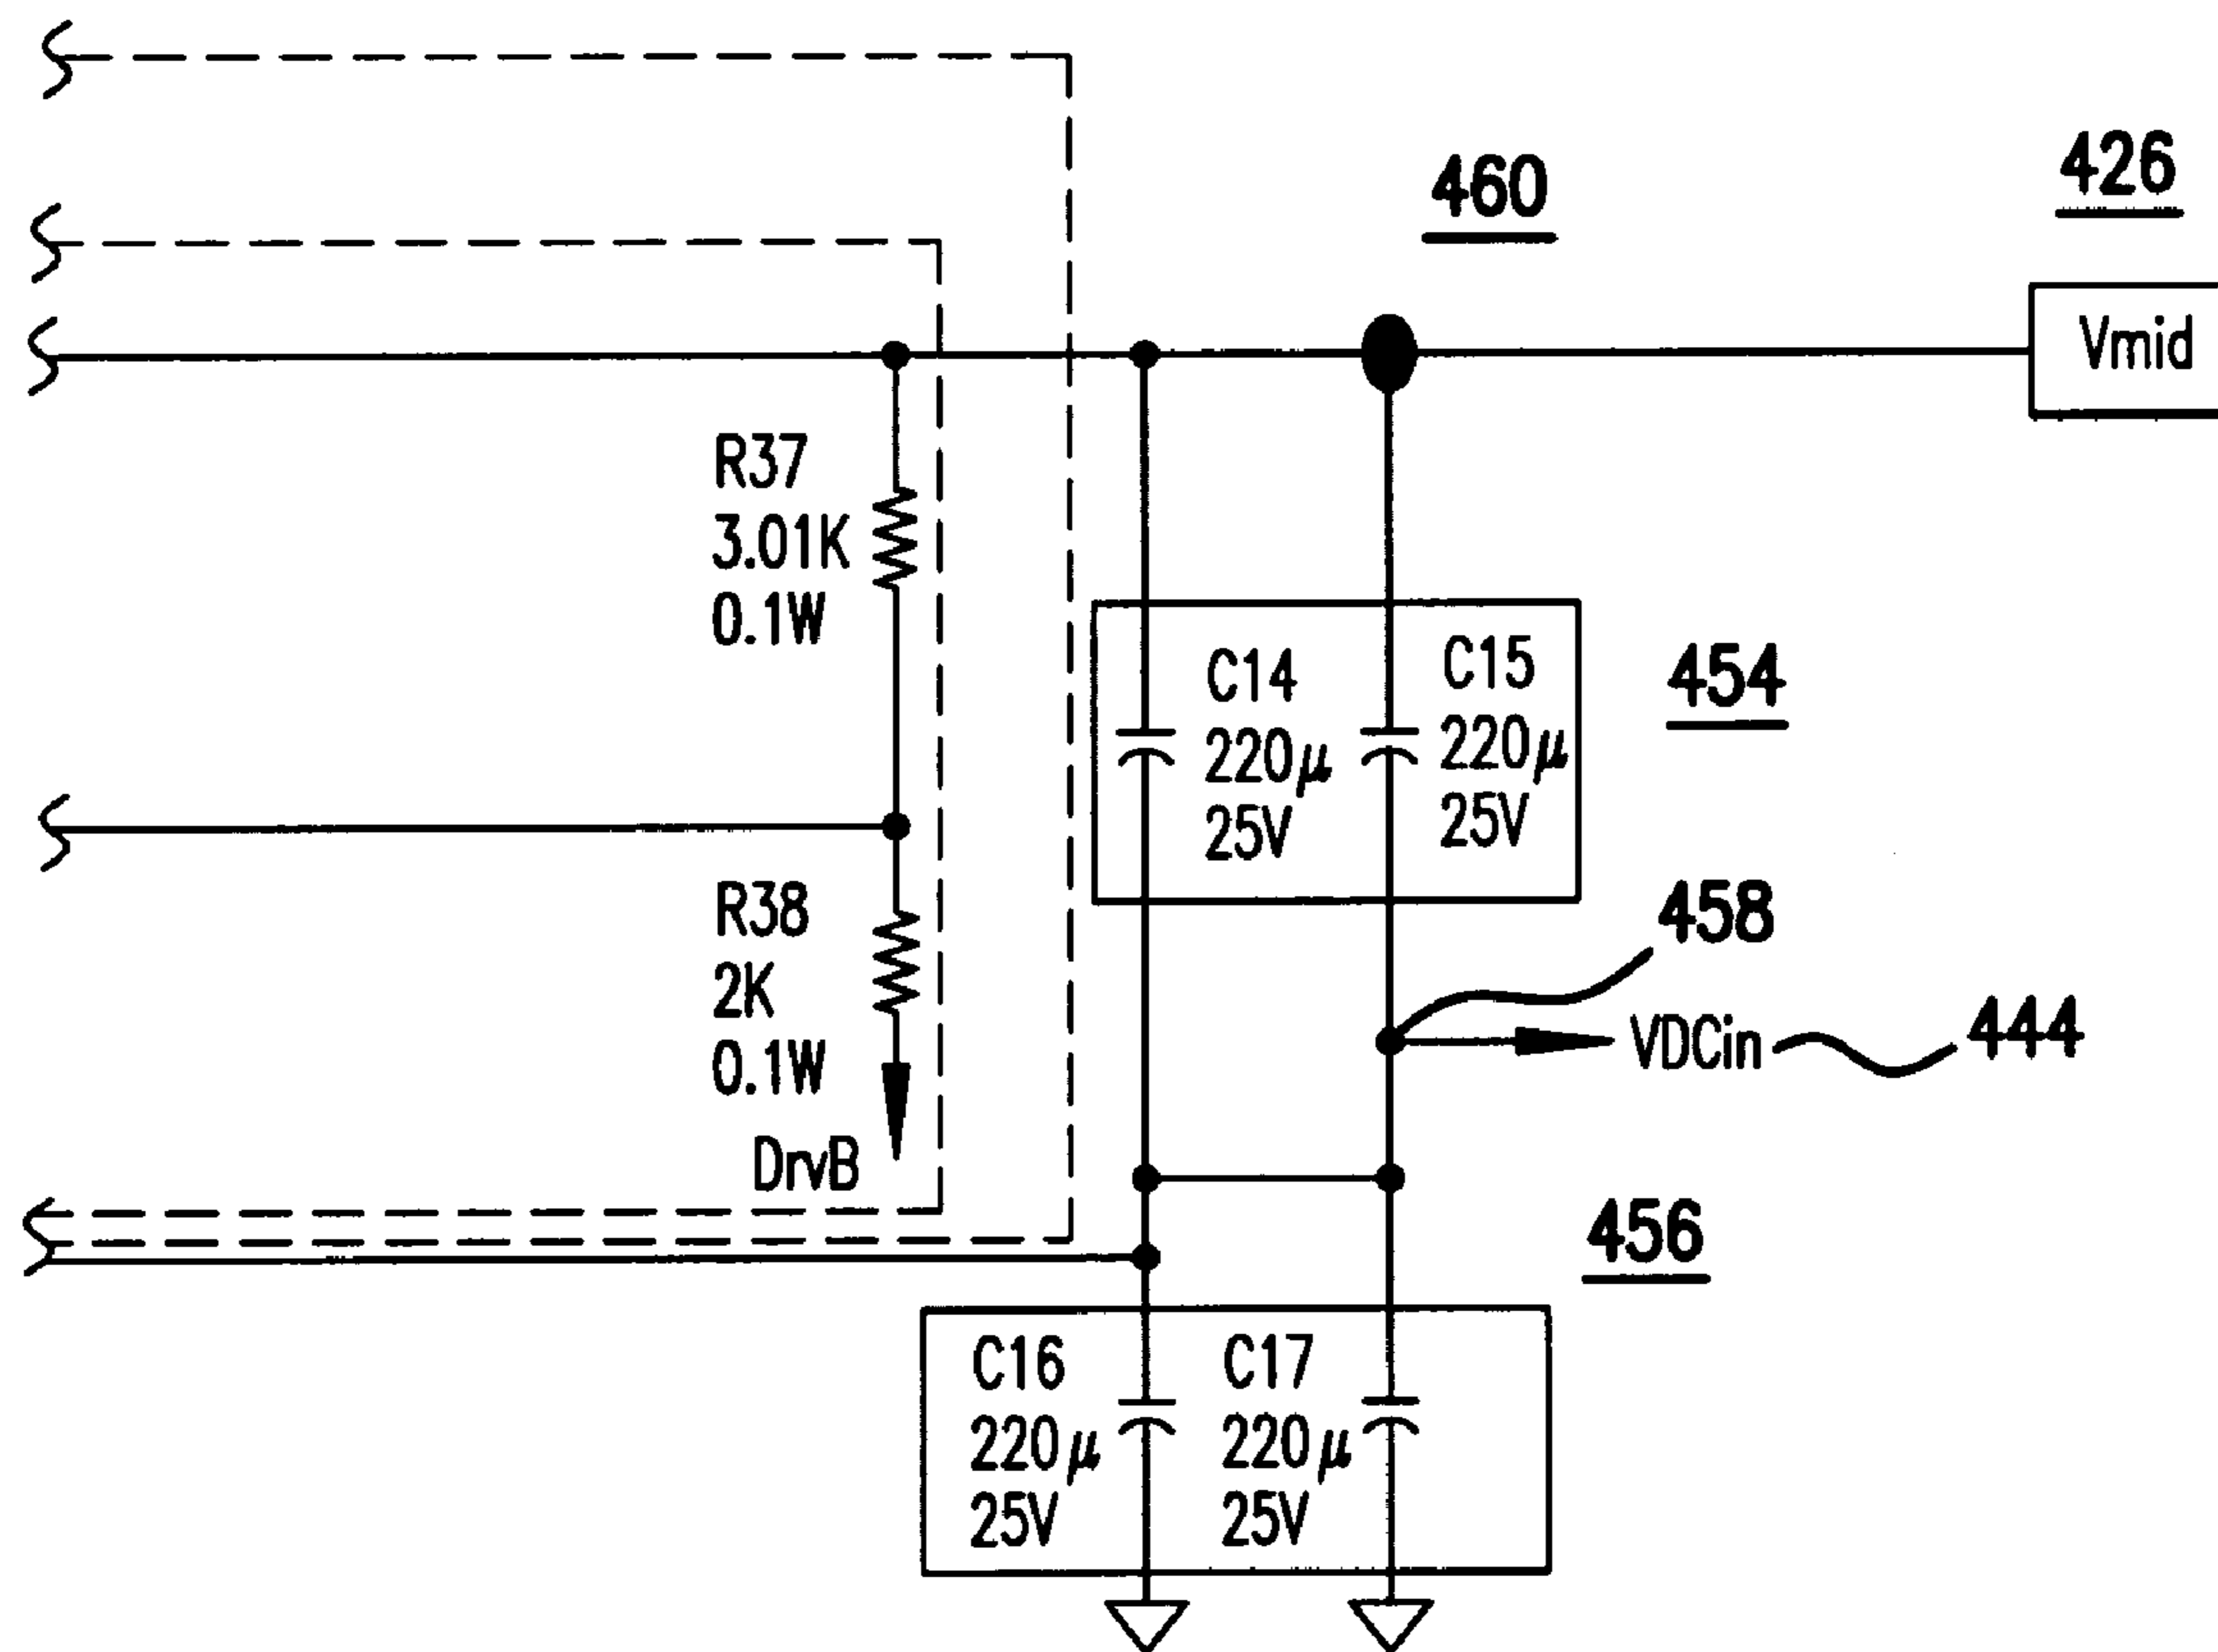 460
426
Vmid
R37
3.01K
0.1W
C14
220μ
25V
C15
220μ
25V
454
R38
2K
0.1W
DrvB
458
VDCin
444
456
C16
220μ
25V
C17
220μ
25V